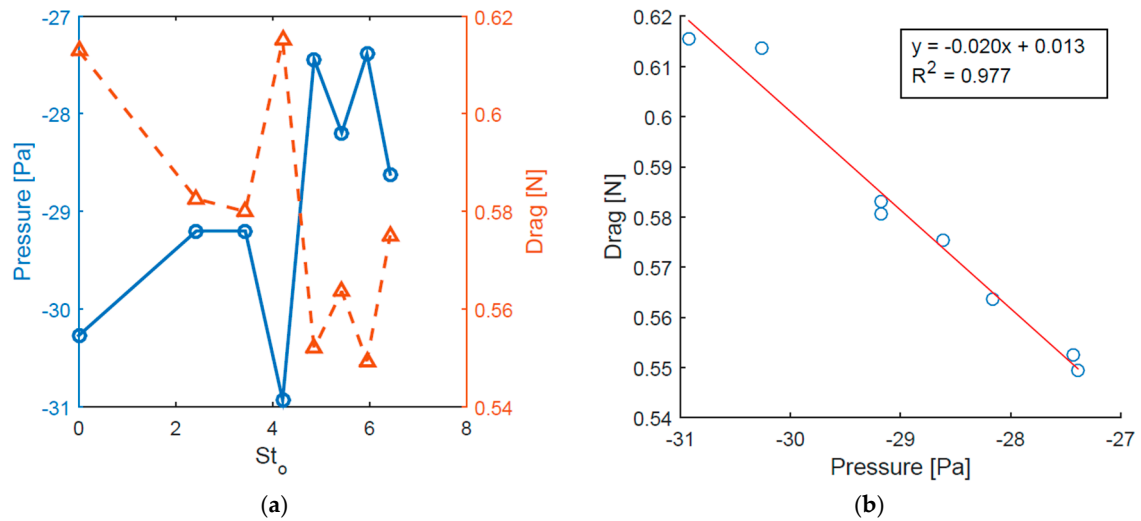 -27
-28
-29
-30
-31
Pressure [Pa]
0.62
0.6
0.58
0.56
0.54
Drag [N]
0 2 4 6 8
St_o
(a)
0.62
0.61
0.6
0.59
0.58
0.57
0.56
0.55
0.54
Drag [N]
y = -0.020x + 0.013
R² = 0.977
-31 -30 -29 -28 -27
Pressure [Pa]
(b)